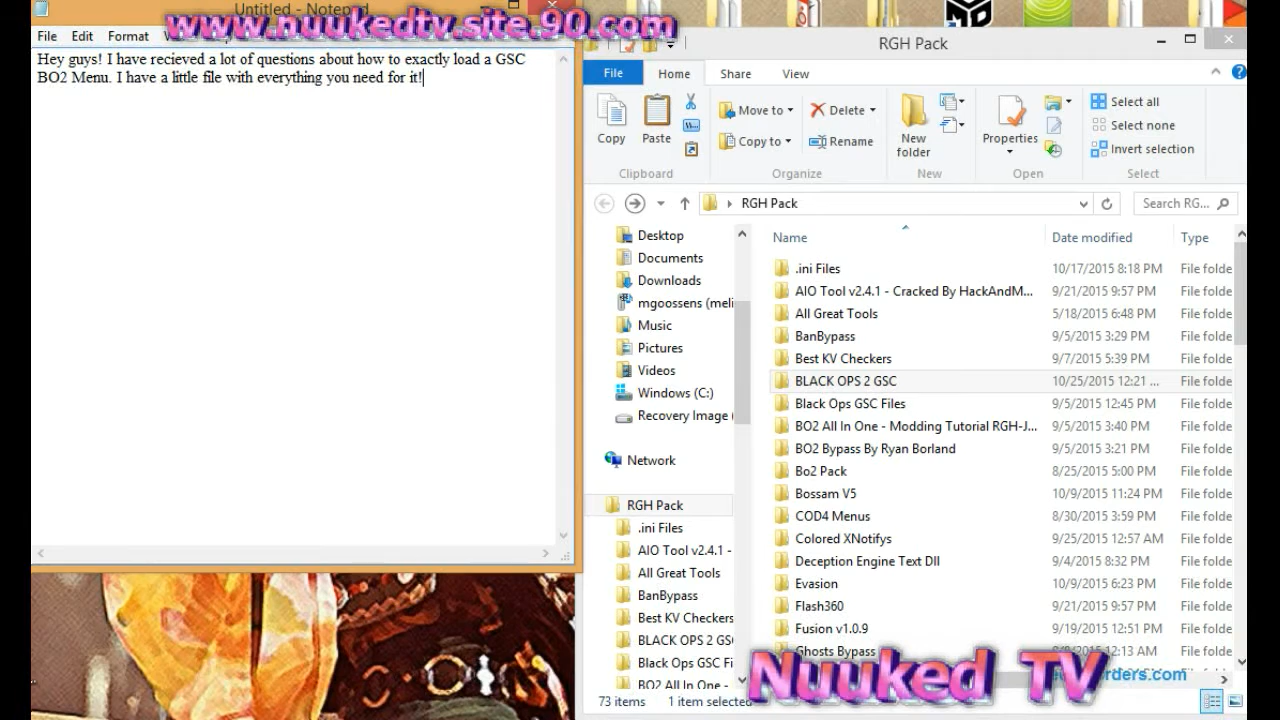 Untitled - Notepad
www.nuukedtv.site.90.com
File Edit Format
Hey guys! I have recieved a lot of questions about how to exactly load a GSC
BO2 Menu. I have a little file with everything you need for it!
RGH Pack
File Home Share View
Copy
Paste
Move to
Copy to
Delete
Rename
New
folder
Properties
Select all
Select none
Invert selection
Clipboard
Organize
New
Open
Select
RGH Pack
Search RG...
Desktop
Documents
Downloads
mgoossens (meli
Music
Pictures
Videos
Windows (C:)
Recovery Image (
Network
RGH Pack
.ini Files
AIO Tool v2.4.1 -
All Great Tools
BanBypass
Best KV Checkers
BLACK OPS 2 GS
Black Ops GSC Fi
BO2 All In One -
Name Date modified Type
.ini Files 10/17/2015 8:18 PM File folde
AIO Tool v2.4.1 - Cracked By HackAndM... 9/21/2015 9:57 PM File folde
All Great Tools 5/18/2015 6:48 PM File folde
BanBypass 9/5/2015 3:29 PM File folde
Best KV Checkers 9/7/2015 5:39 PM File folde
BLACK OPS 2 GSC 10/25/2015 12:21 ... File folde
Black Ops GSC Files 9/5/2015 12:45 PM File folde
BO2 All In One - Modding Tutorial RGH-J... 9/5/2015 3:40 PM File folde
BO2 Bypass By Ryan Borland 9/5/2015 3:21 PM File folde
Bo2 Pack 8/25/2015 5:00 PM File folde
Bossam V5 10/9/2015 11:24 PM File folde
COD4 Menus 8/30/2015 3:59 PM File folde
Colored XNotifys 9/25/2015 12:57 AM File folde
Deception Engine Text Dll 9/4/2015 8:32 PM File folde
Evasion 10/9/2015 6:23 PM File folde
Flash360 9/21/2015 9:57 PM File folde
Fusion v1.0.9 9/19/2015 12:51 PM File folde
Ghosts Bypass 12:13 AM File folde
Nuuked TV
orders.com
73 items 1 item selected